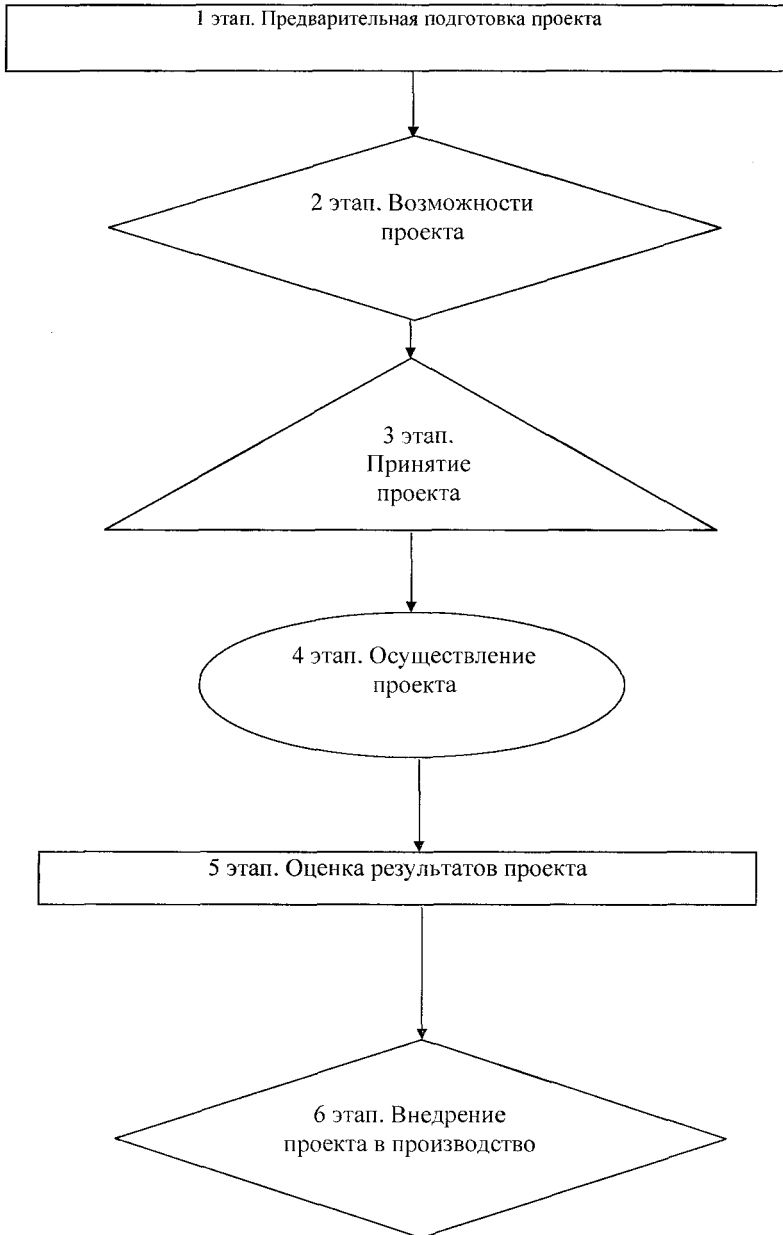 1 этап. Предварительная подготовка проекта
2 этап. Возможности
проекта
3 этап.
Принятие
проекта
4 этап. Осуществление
проекта
5 этап. Оценка результатов проекта
6 этап. Внедрение
проекта в производство